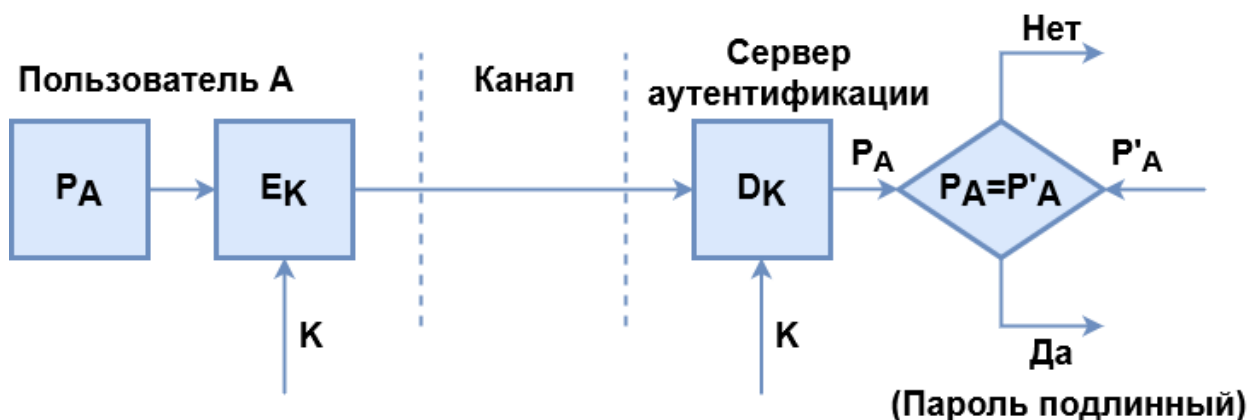 Пользователь А
Канал
Сервер
аутентификации
Нет
PA
EK
DK
PA
PA=P'A
P'A
K
K
Да
(Пароль подлинный)